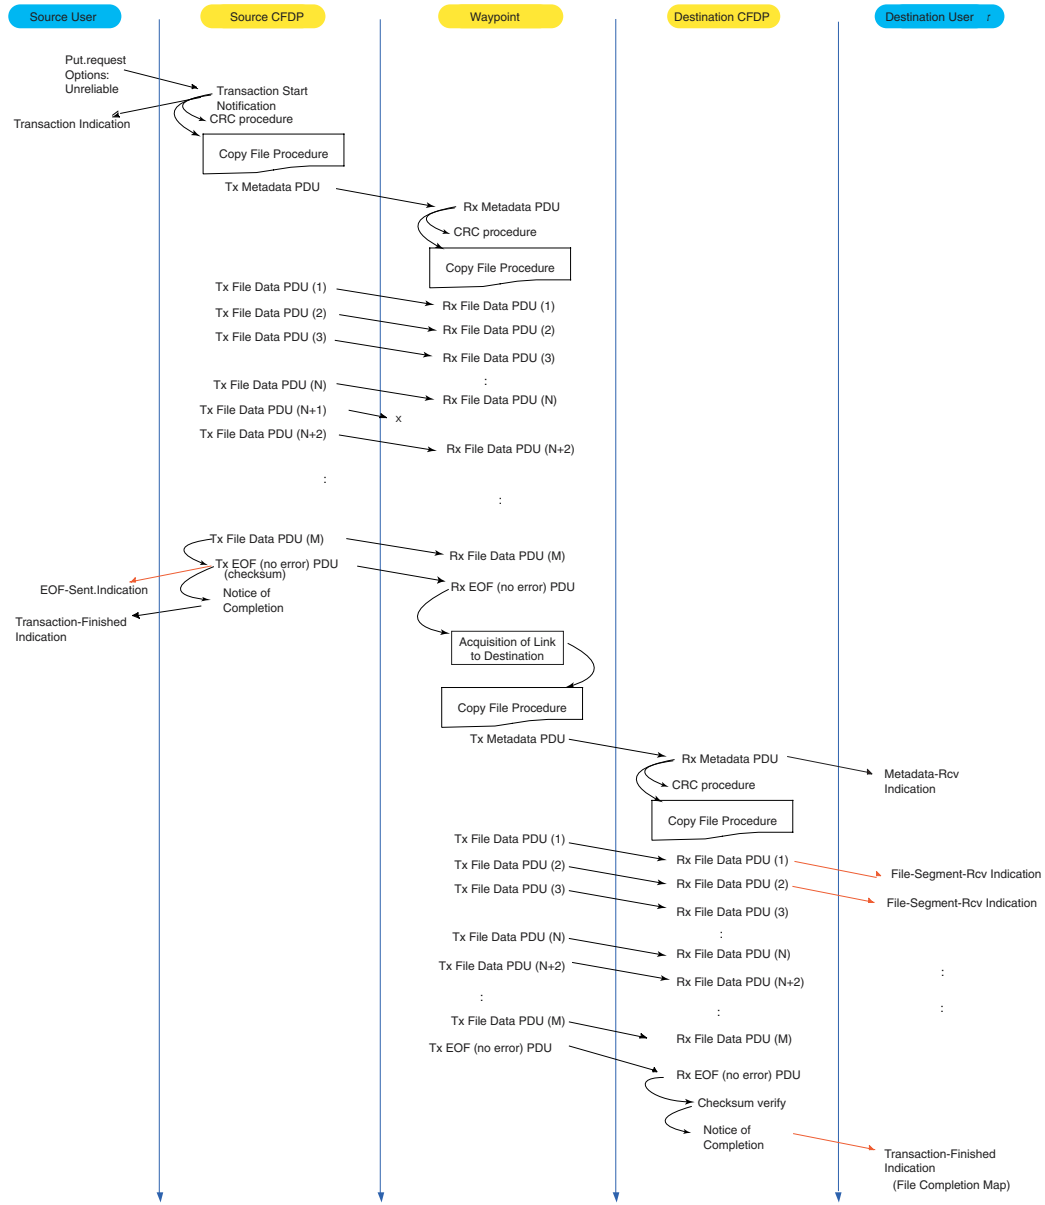 Source User
Source CFDP
Waypoint
Destination CFDP
Destination User
Put.request
Options:
Unreliable
Transaction Start
Notification
CRC procedure
Transaction Indication
Copy File Procedure
Tx Metadata PDU
Rx Metadata PDU
CRC procedure
Copy File Procedure
Tx File Data PDU (1)
Rx File Data PDU (1)
Tx File Data PDU (2)
Rx File Data PDU (2)
Tx File Data PDU (3)
Rx File Data PDU (3)
:
Tx File Data PDU (N)
Rx File Data PDU (N)
Tx File Data PDU (N+1)
x
Tx File Data PDU (N+2)
Rx File Data PDU (N+2)
:
:
Tx File Data PDU (M)
Rx File Data PDU (M)
Tx EOF (no error) PDU
(checksum)
Rx EOF (no error) PDU
EOF-Sent.Indication
Notice of
Completion
Transaction-Finished
Indication
Acquisition of Link
to Destination
Copy File Procedure
Tx Metadata PDU
Rx Metadata PDU
Metadata-Rcv
Indication
CRC procedure
Copy File Procedure
Tx File Data PDU (1)
Rx File Data PDU (1)
File-Segment-Rcv Indication
Tx File Data PDU (2)
Rx File Data PDU (2)
File-Segment-Rcv Indication
Tx File Data PDU (3)
Rx File Data PDU (3)
:
Tx File Data PDU (N)
Rx File Data PDU (N)
Tx File Data PDU (N+2)
Rx File Data PDU (N+2)
:
:
:
:
Tx File Data PDU (M)
Rx File Data PDU (M)
Tx EOF (no error) PDU
Rx EOF (no error) PDU
Checksum verify
Notice of
Completion
Transaction-Finished
Indication
(File Completion Map)